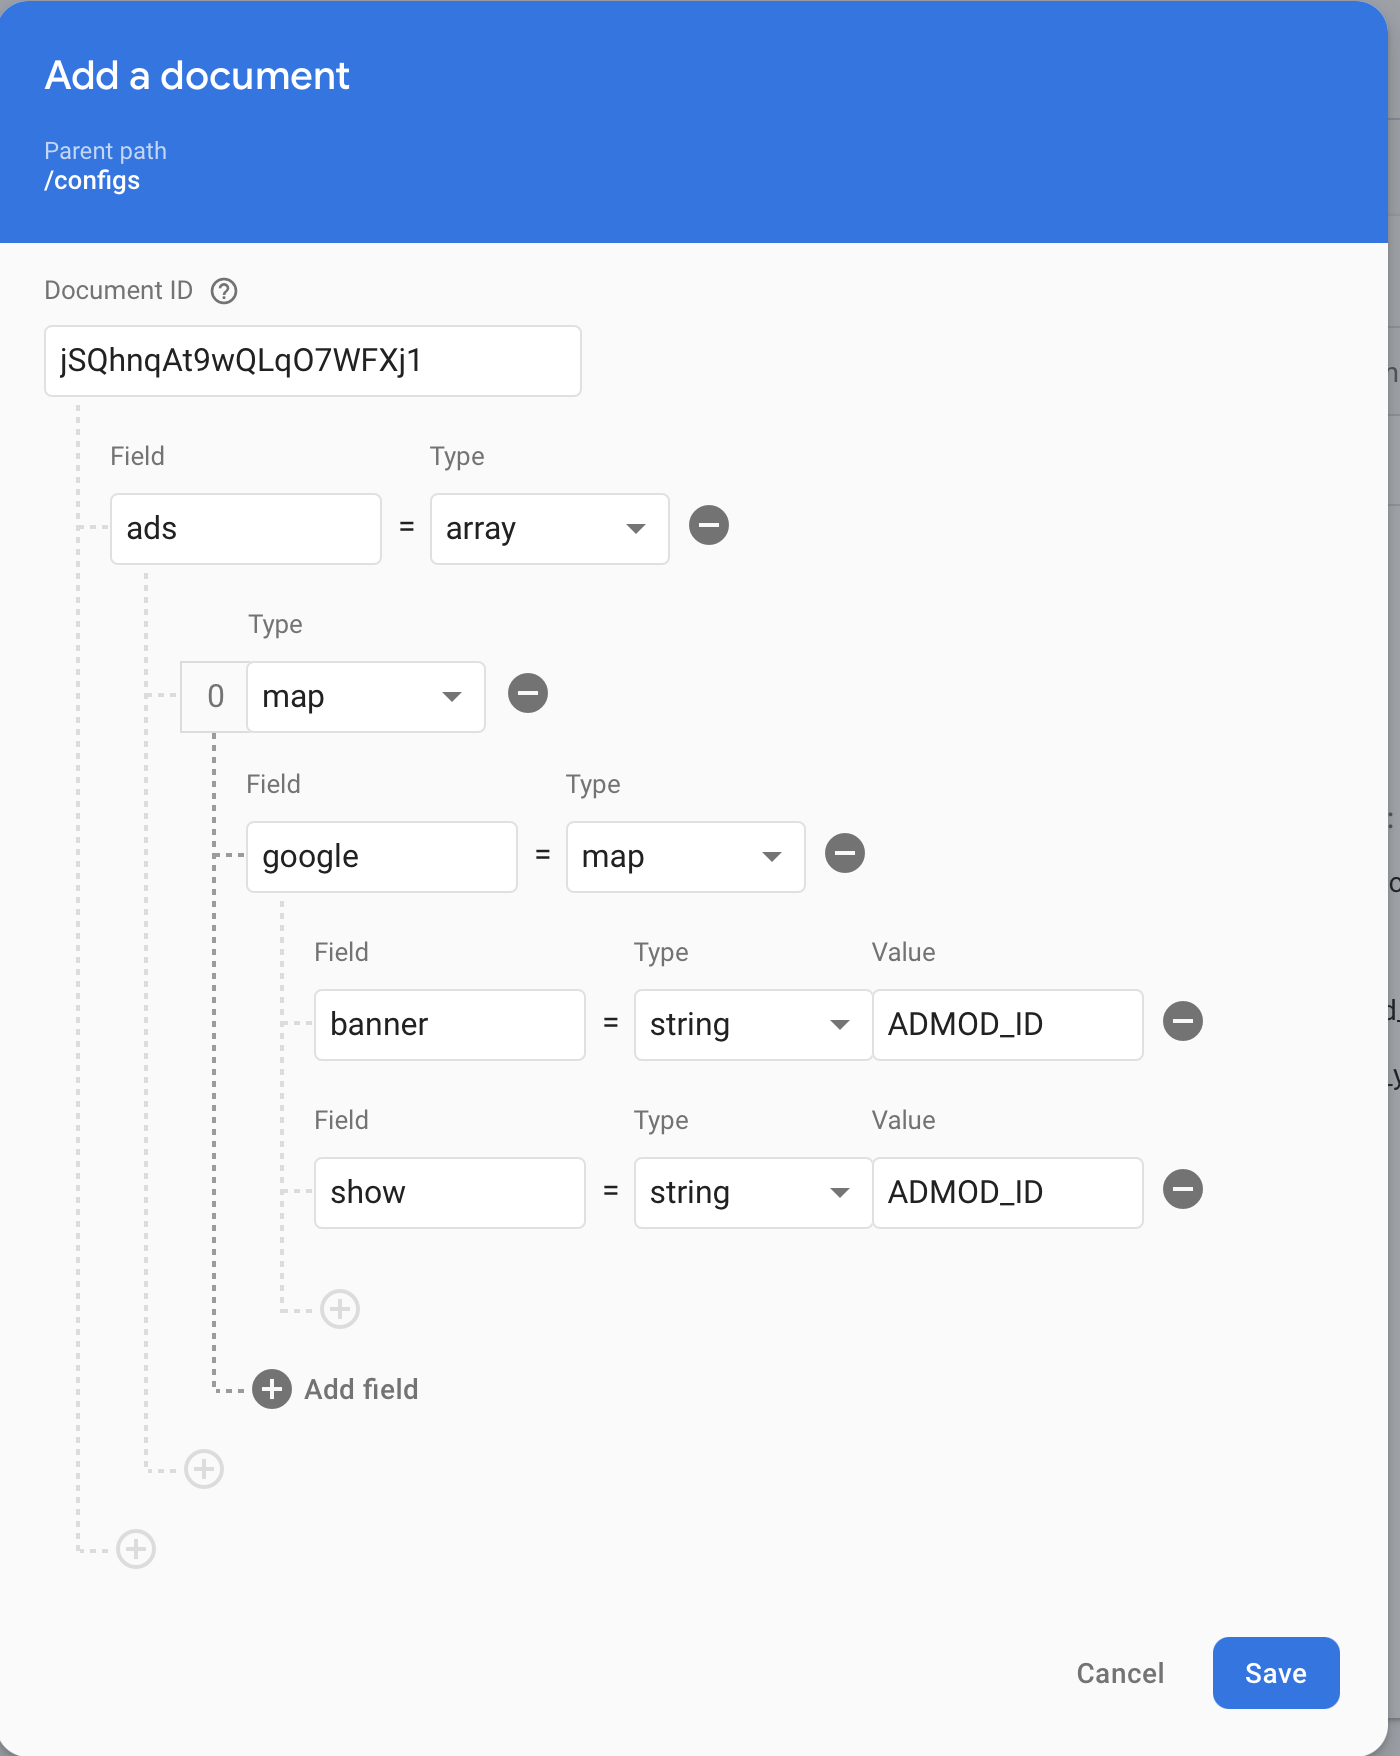 Add a document
Parent path
/configs
Document ID
jSQhnqAt9wQLqO7WFXj1
Field Type
ads = array
Type
0 map
Field Type
google = map
Field Type Value
banner = string ADMOD_ID
Field Type Value
show = string ADMOD_ID
Add field
Cancel Save